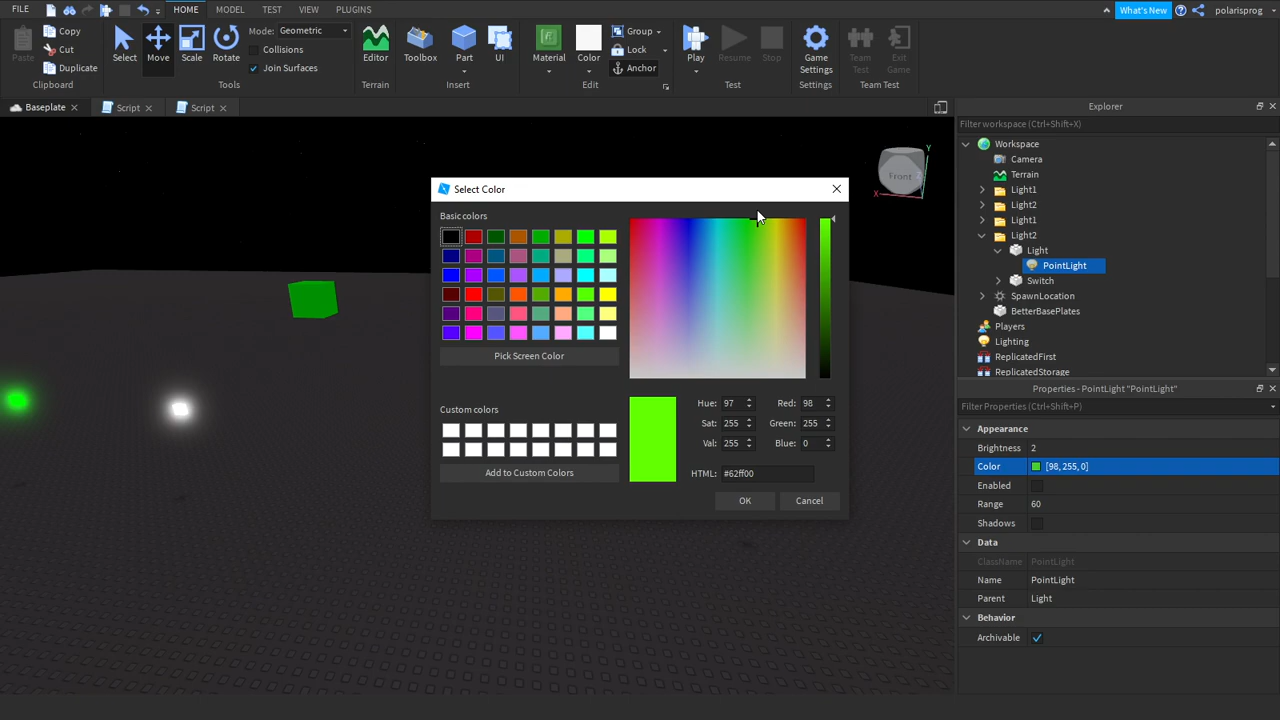 FILE HOME MODEL TEST VIEW PLUGINS What's New polarisprog
Paste Copy Cut Duplicate
Select Move Scale Rotate Mode: Geometric Collisions Join Surfaces
Editor Toolbox Part UI Material Color Group Lock Anchor
Play Resume Stop Game Settings Team Test Exit Game
Clipboard Tools Terrain Insert Edit Test Settings Team Test
Baseplate Script Script
Front
Y
X
Select Color
Basic colors
Pick Screen Color
Custom colors
Add to Custom Colors
Hue: 97 Red: 98
Sat: 255 Green: 255
Val: 255 Blue: 0
HTML: #62ff00
OK Cancel
Explorer
Filter workspace (Ctrl+Shift+X)
Workspace
Camera
Terrain
Light1
Light2
Light1
Light2
Light
PointLight
Switch
SpawnLocation
BetterBasePlates
Players
Lighting
ReplicatedFirst
ReplicatedStorage
Properties - PointLight "PointLight"
Filter Properties (Ctrl+Shift+P)
Appearance
Brightness 2
Color [98, 255, 0]
Enabled
Range 60
Shadows
Data
ClassName PointLight
Name PointLight
Parent Light
Behavior
Archivable